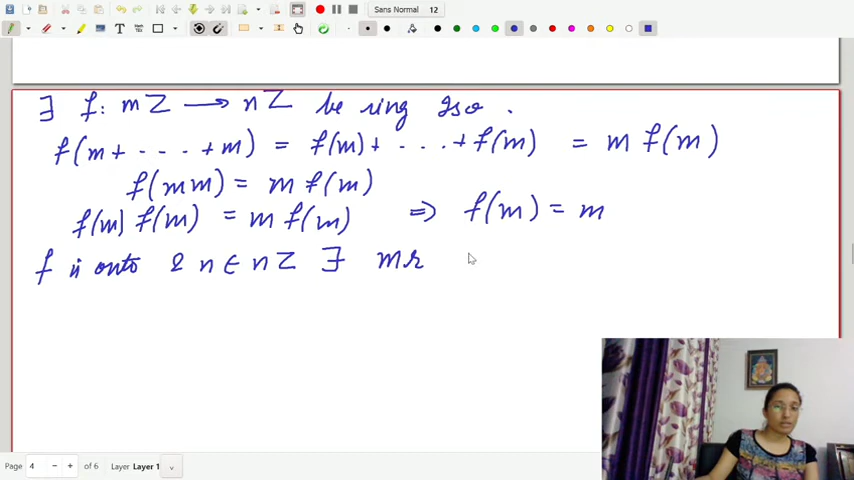 Sans Normal 12
∃ f: mZ ⟶ nZ be ring Iso.
f(m+ - - - +m) = f(m)+ - . . +f(m) = m f(m)
f(mm) = m f(m)
f(m) f(m) = m f(m) ⇒ f(m) = m
f is onto & n ∈ nZ ∃ mr
Page 4 of 6 Layer Layer 1